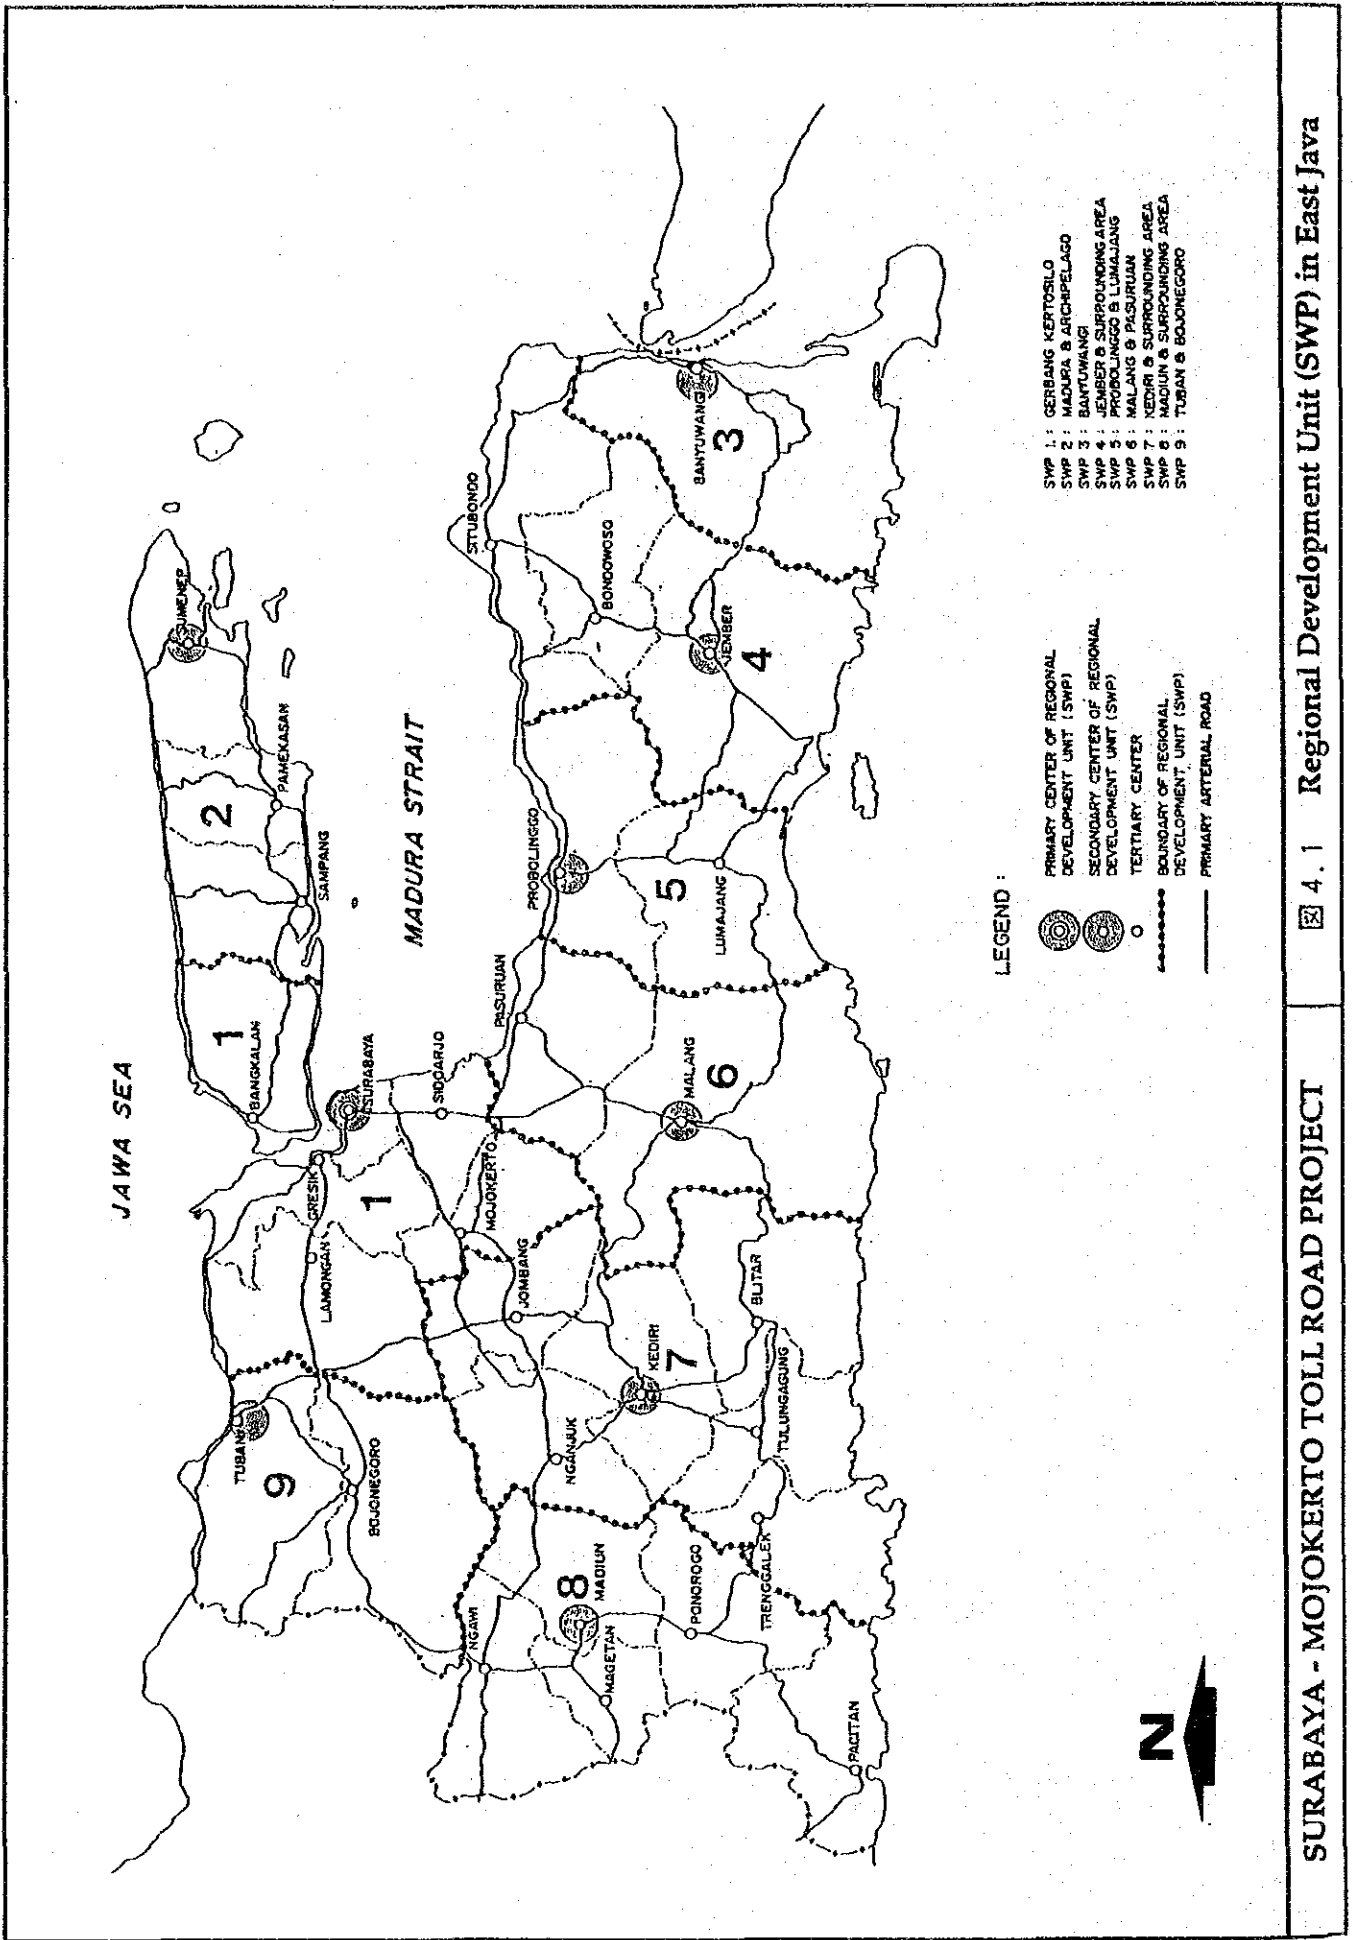 JAWA SEA
MADURA STRAIT
1
BANGKALAN
2
SAMPANG
PAMEKASAN
SUMENEP
TUBAN
9
BOJONEGORO
LAMONGAN
GRESIK
1
SURABAYA
SIDOARJO
MOJOKERTO
JOMBANG
PASURUAN
PROBOLINGGO
SITUBONDO
BONDOWOSO
BANYUWANGI
3
JEMBER
4
5
LUMAJANG
MALANG
6
KEDIRI
7
BLITAR
TULUNGAGUNG
NGANJUK
TRENGGALEK
NGAWI
8
MADIUN
MAGETAN
PONOROGO
PACITAN
N
LEGEND :
PRIMARY CENTER OF REGIONAL
DEVELOPMENT UNIT (SWP)
SECONDARY CENTER OF REGIONAL
DEVELOPMENT UNIT (SWP)
TERTIARY CENTER
BOUNDARY OF REGIONAL
DEVELOPMENT UNIT (SWP)
PRIMARY ARTERIAL ROAD
SWP 1 : GERBANG KERTOSILO
SWP 2 : MADURA & ARCHIPELAGO
SWP 3 : BANYUWANGI
SWP 4 : JEMBER & SURROUNDING AREA
SWP 5 : PROBOLINGGO & LUMAJANG
SWP 6 : MALANG & PASURUAN
SWP 7 : KEDIRI & SURROUNDING AREA
SWP 8 : MADIUN & SURROUNDING AREA
SWP 9 : TUBAN & BOJONEGORO
SURABAYA - MOJOKERTO TOLL ROAD PROJECT
図 4.1 Regional Development Unit (SWP) in East Java